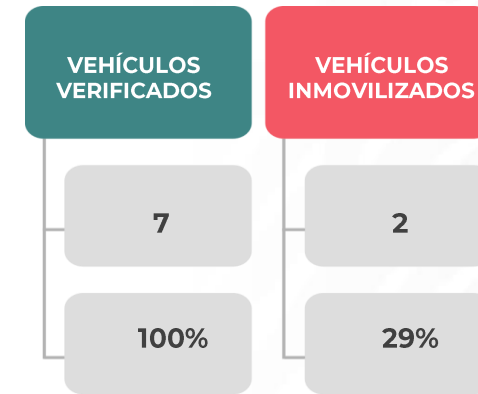 VEHÍCULOS
VERIFICADOS
7
100%
VEHÍCULOS
INMOVILIZADOS
2
29%